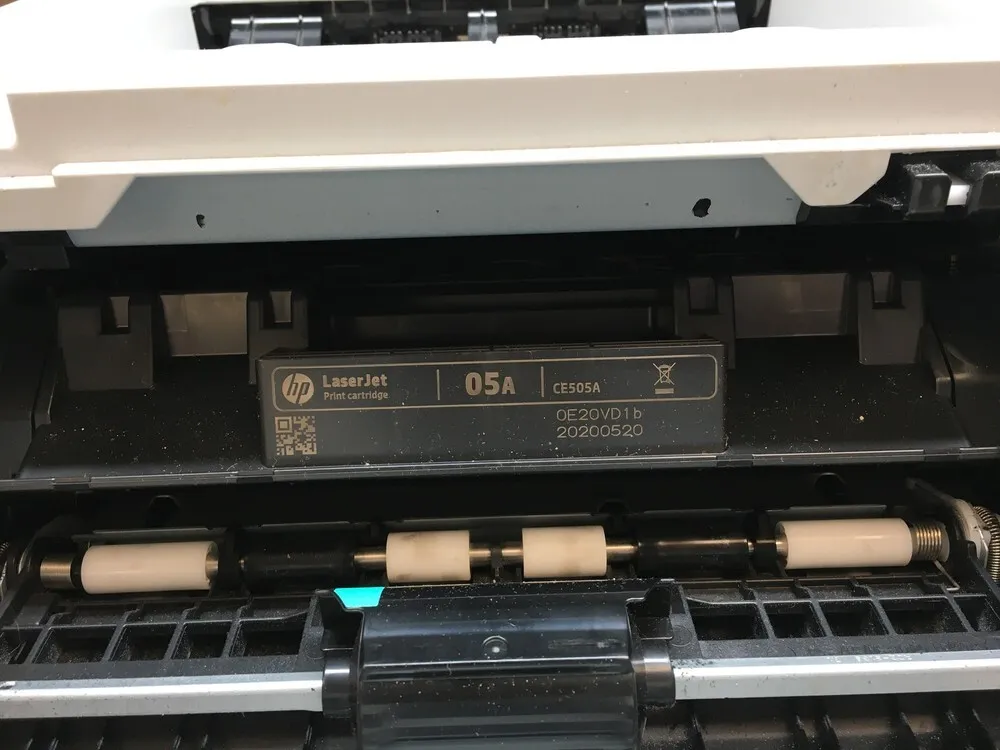 hp LaserJet
Print cartridge
05A
CE505A
0E20VD1b
20200520